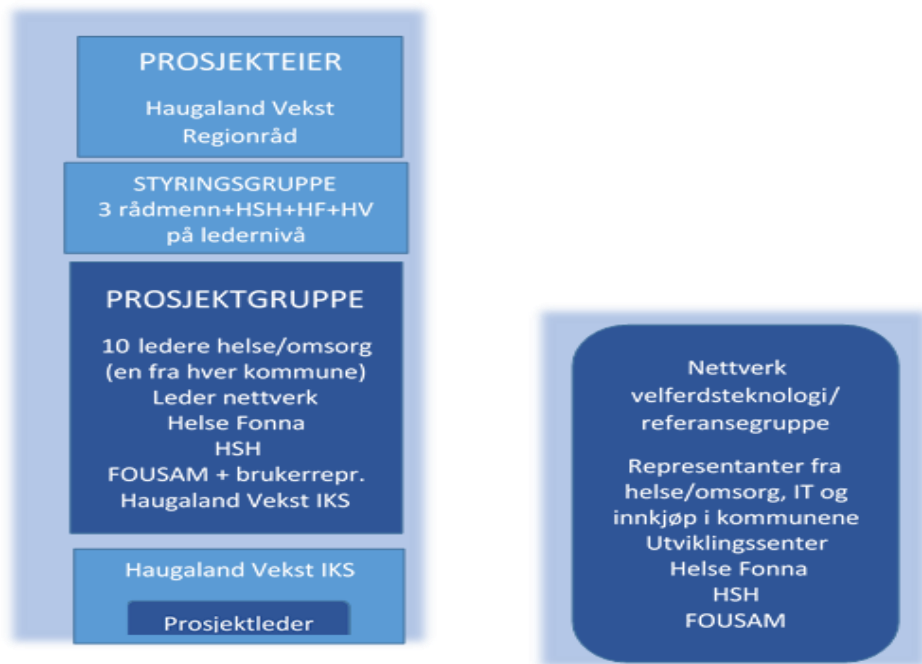 PROSJEKTEIER
Haugaland Vekst
Regionråd
STYRINGSGRUPPE
3 rådmenn+HSH+HF+HV
på ledernivå
PROSJEKTGRUPPE
10 ledere helse/omsorg
(en fra hver kommune)
Leder nettverk
Helse Fonna
HSH
FOUSAM + brukerrepr.
Haugaland Vekst IKS
Haugaland Vekst IKS
Prosjektleder
Nettverk
velferdsteknologi/
referansegruppe
Representanter fra
helse/omsorg, IT og
innkjøp i kommunene
Utviklingssenter
Helse Fonna
HSH
FOUSAM